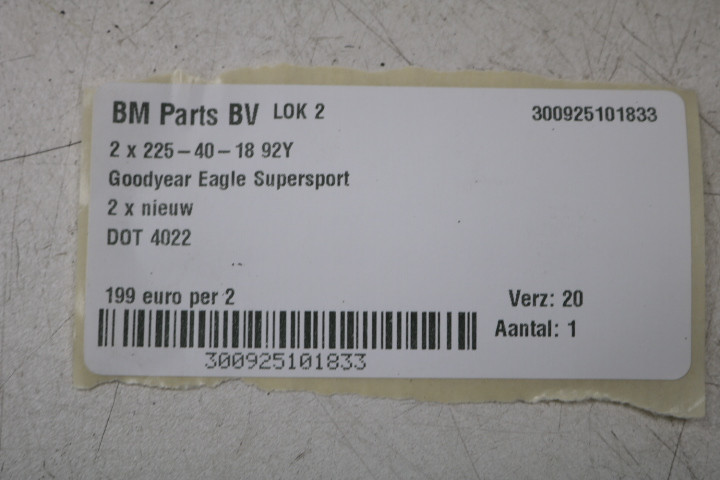 BM Parts BV LOK 2 300925101833
2 x 225-40-18 92Y
Goodyear Eagle Supersport
2 x nieuw
DOT 4022
199 euro per 2 Verz: 20
Aantal: 1
300925101833